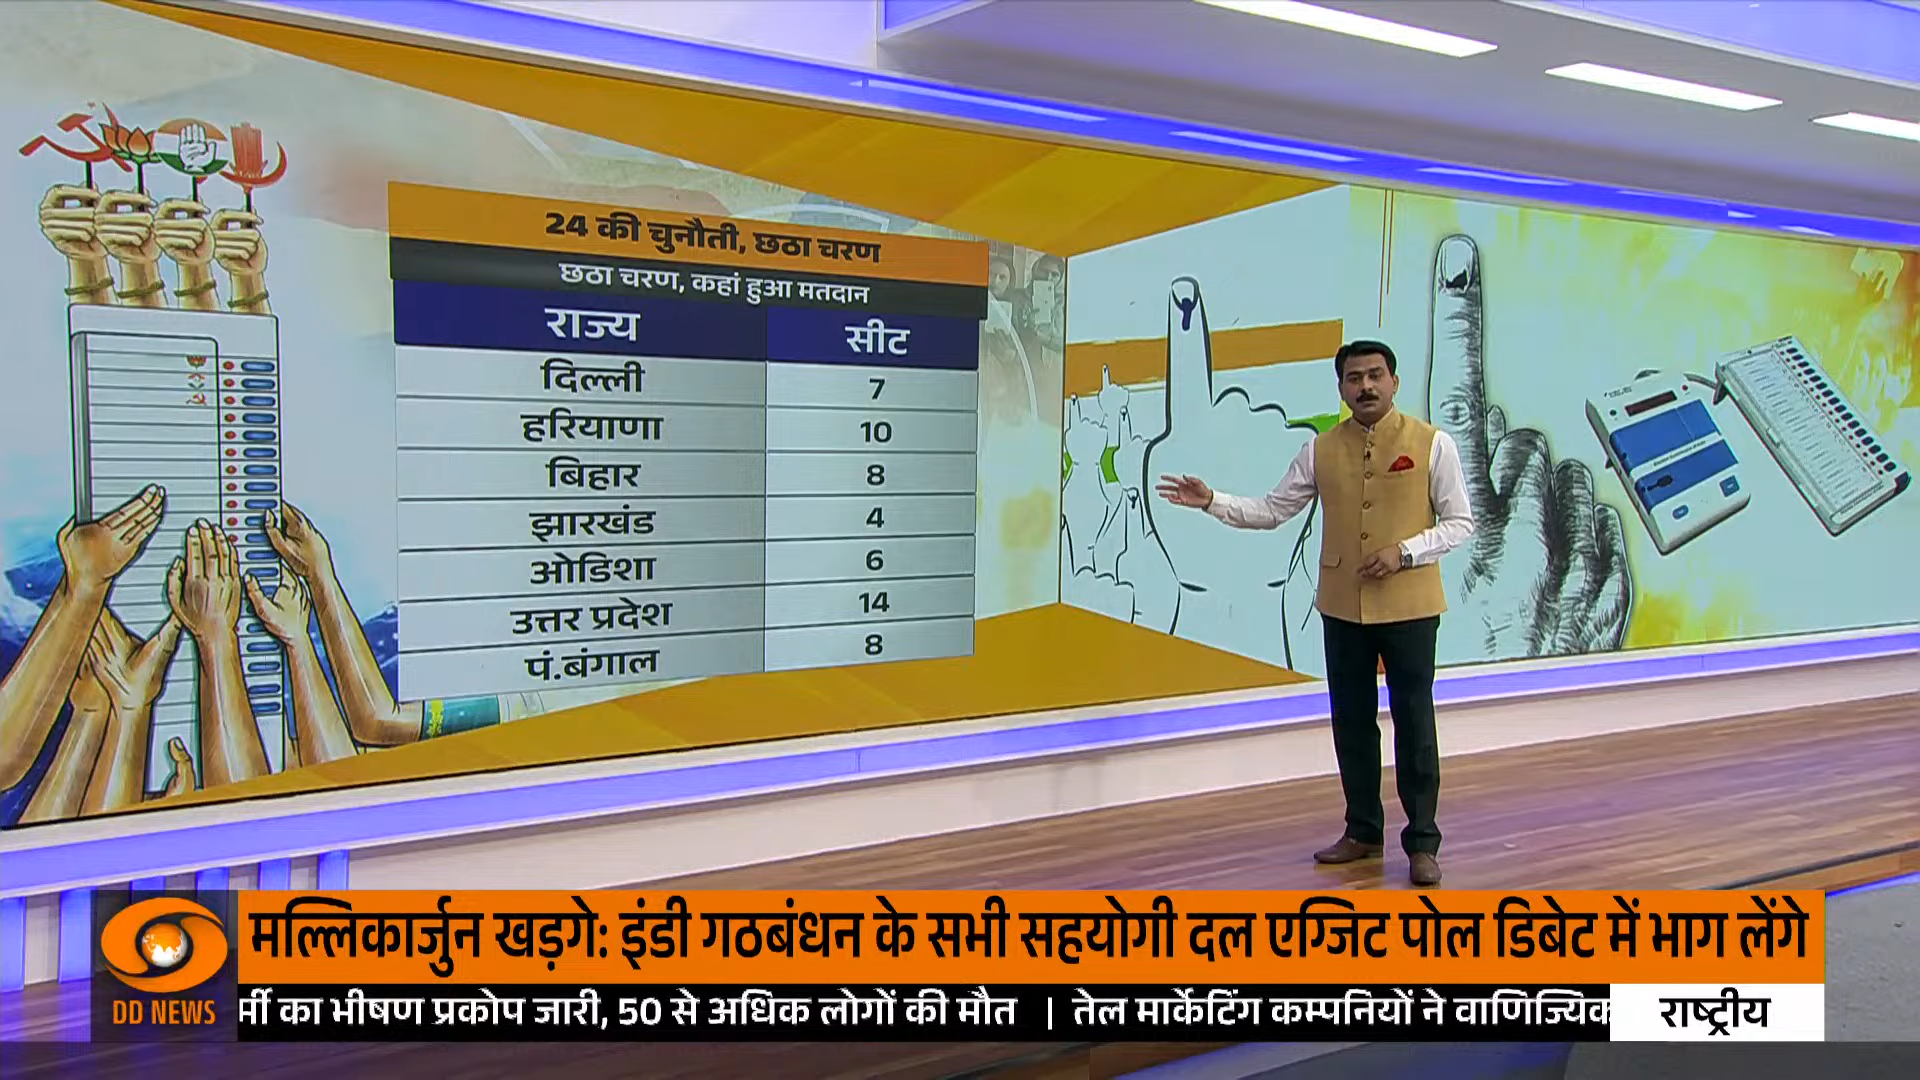 24 की चुनौती, छठा चरण
छठा चरण, कहां हुआ मतदान
राज्य सीट
दिल्ली 7
हरियाणा 10
बिहार 8
झारखंड 4
ओडिशा 6
उत्तर प्रदेश 14
पं.बंगाल 8
मल्लिकार्जुन खड़गे: इंडी गठबंधन के सभी सहयोगी दल एग्जिट पोल डिबेट में भाग लेंगे
DD NEWS
र्मी का भीषण प्रकोप जारी, 50 से अधिक लोगों की मौत | तेल मार्केटिंग कम्पनियों ने वाणिज्यिक
राष्ट्रीय